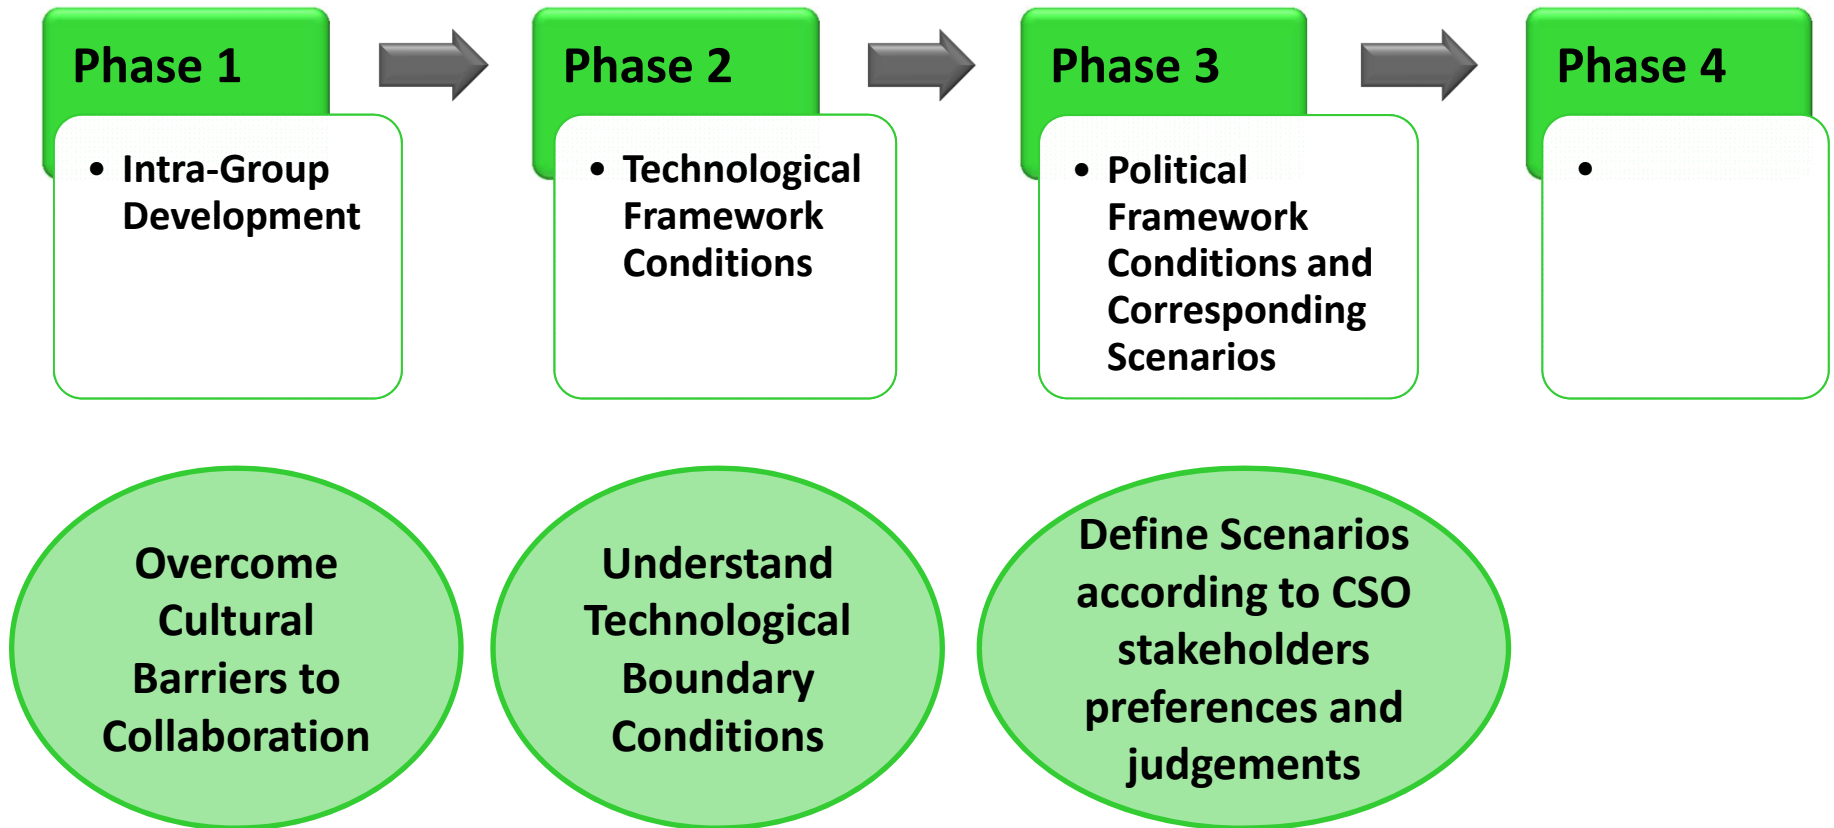 Phase 1
Phase 2
Phase 3
Phase 4
• Intra-Group
Development
• Technological
Framework
Conditions
• Political
Framework
Conditions and
Corresponding
Scenarios
•
Overcome
Cultural
Barriers to
Collaboration
Understand
Technological
Boundary
Conditions
Define Scenarios
according to CSO
stakeholders
preferences and
judgements